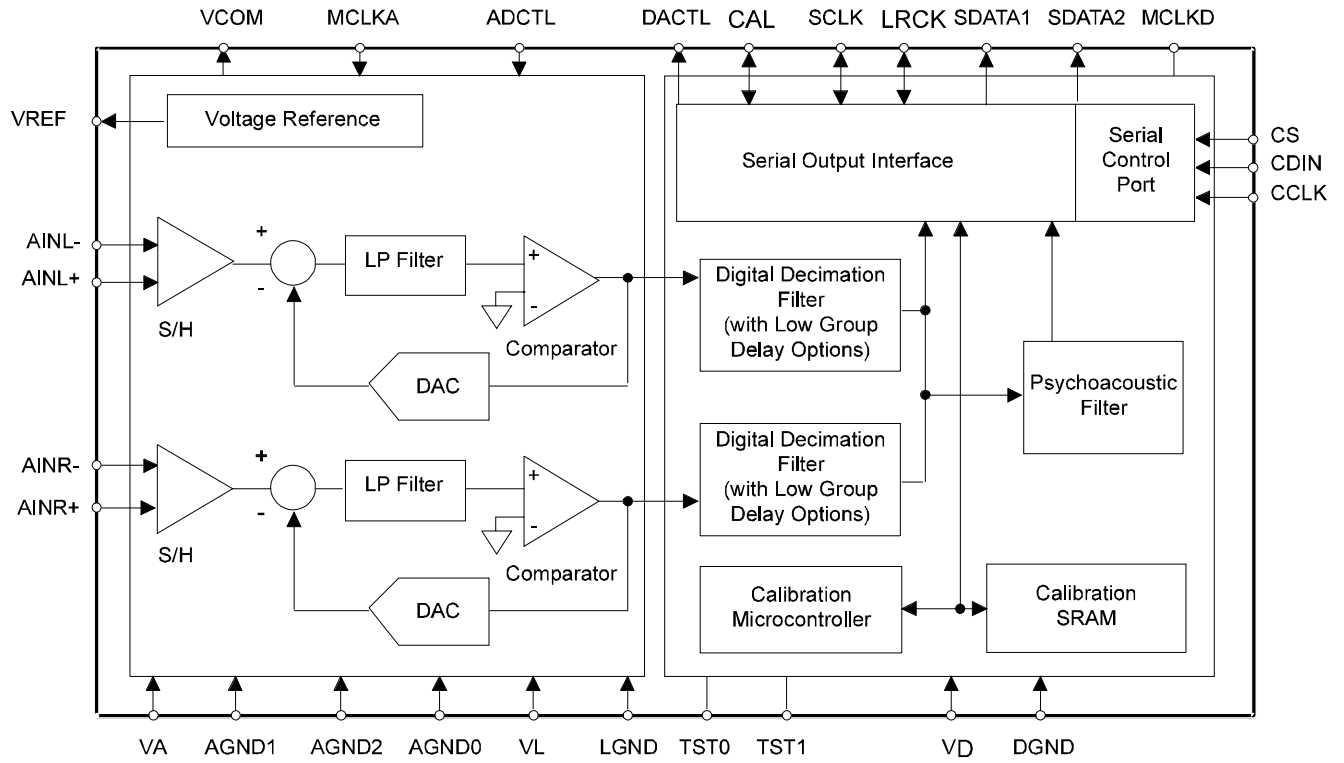 VCOM MCLKA ADCTL DACTL CAL SCLK LRCK SDATA1 SDATA2 MCLKD
VREF
Voltage Reference
Serial Output Interface
Serial
Control
Port
CS
CDIN
CCLK
AINL-
AINL+
S/H
+
-
LP Filter
+
-
Comparator
DAC
Digital Decimation
Filter
(with Low Group
Delay Options)
Psychoacoustic
Filter
AINR-
AINR+
S/H
+
-
LP Filter
+
-
Comparator
DAC
Digital Decimation
Filter
(with Low Group
Delay Options)
Calibration
Microcontroller
Calibration
SRAM
VA AGND1 AGND2 AGND0 VL LGND TST0 TST1 VD DGND